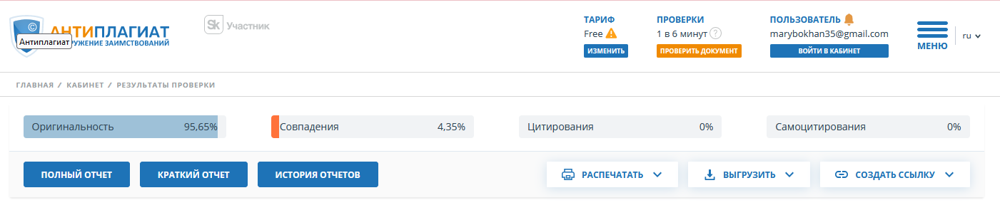 ©
АНТИПЛАГИАТ
Антиплагиат
РУЖЕНИЕ ЗАИМСТВОВАНИЙ
Sk Участник
ТАРИФ
Free
ИЗМЕНИТЬ
ПРОВЕРКИ
1 в 6 минут ?
ПРОВЕРИТЬ ДОКУМЕНТ
ПОЛЬЗОВАТЕЛЬ
marybokhan35@gmail.com
ВОЙТИ В КАБИНЕТ
МЕНЮ
ru
ГЛАВНАЯ / КАБИНЕТ / РЕЗУЛЬТАТЫ ПРОВЕРКИ
Оригинальность 95,65%
Совпадения 4,35%
Цитирования 0%
Самоцитирования 0%
ПОЛНЫЙ ОТЧЕТ
КРАТКИЙ ОТЧЕТ
ИСТОРИЯ ОТЧЕТОВ
РАСПЕЧАТАТЬ
ВЫГРУЗИТЬ
СОЗДАТЬ ССЫЛКУ